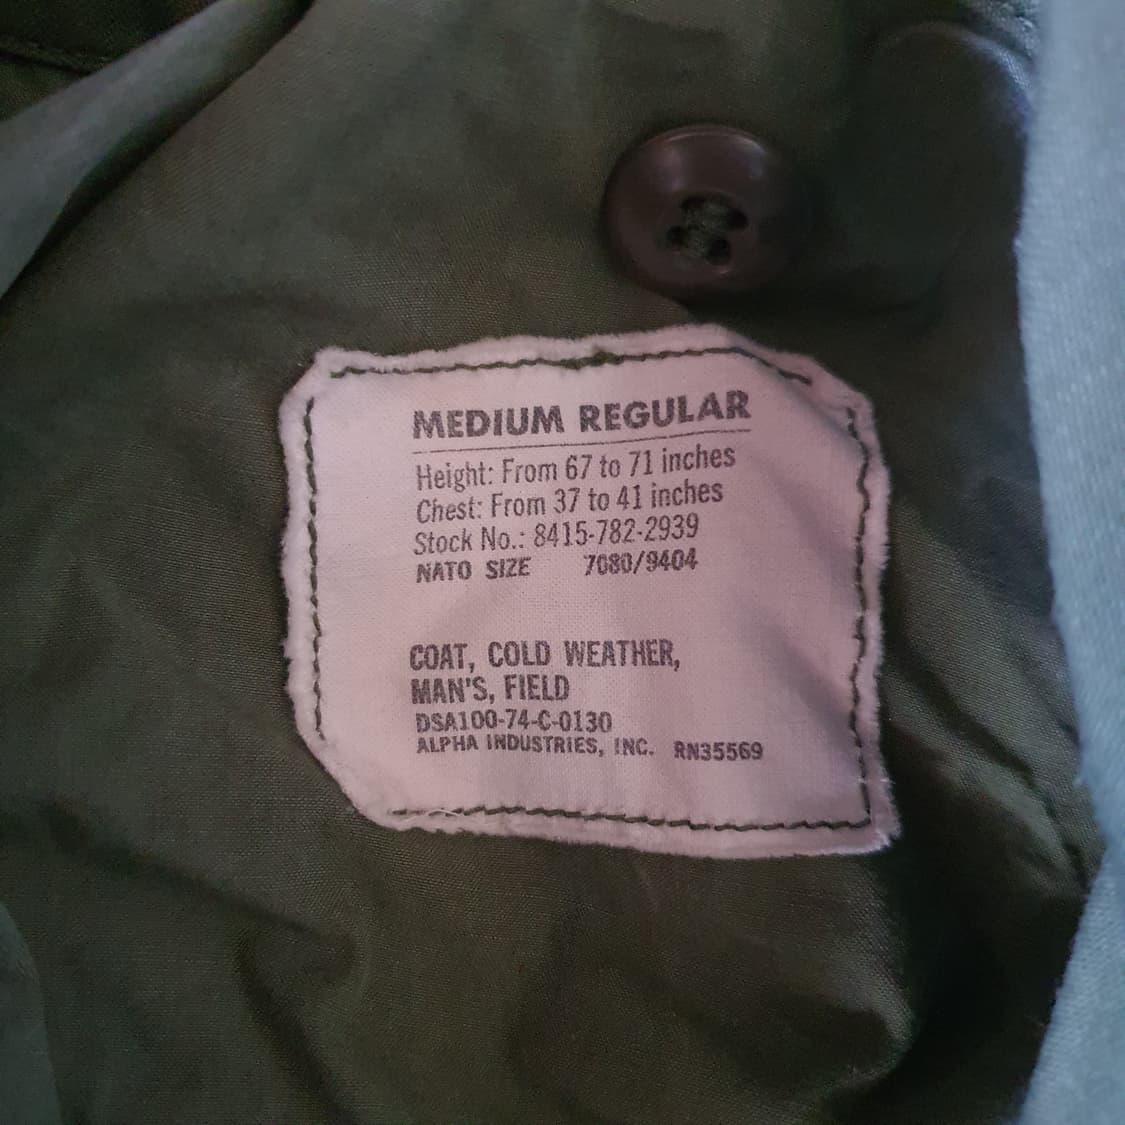 MEDIUM REGULAR
Height: From 67 to 71 inches
Chest: From 37 to 41 inches
Stock No.: 8415-782-2939
NATO SIZE 7080/9404
COAT, COLD WEATHER,
MAN'S, FIELD
DSA100-74-C-0130
ALPHA INDUSTRIES, INC. RN35569